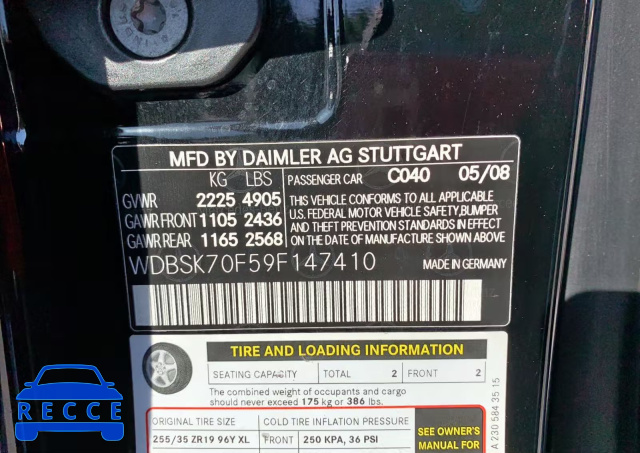 MFD BY DAIMLER AG STUTTGART
KG LBS
GVWR 2225 4905
GAWR FRONT 1105 2436
GAWR REAR 1165 2568
PASSENGER CAR C040 05/08
THIS VEHICLE CONFORMS TO ALL APPLICABLE
U.S. FEDERAL MOTOR VEHICLE SAFETY, BUMPER
AND THEFT PREVENTION STANDARDS IN EFFECT
ON THE DATE OF MANUFACTURE SHOWN ABOVE.
WDBSK70F59F147410 MADE IN GERMANY
TIRE AND LOADING INFORMATION
SEATING CAPACITY TOTAL 2 FRONT 2
The combined weight of occupants and cargo
should never exceed 175 kg or 386 lbs.
ORIGINAL TIRE SIZE COLD TIRE INFLATION PRESSURE
255/35 ZR19 96Y XL FRONT 250 KPA, 36 PSI
SEE OWNER'S
MANUAL FOR
A 230 584 35 15
RECCE